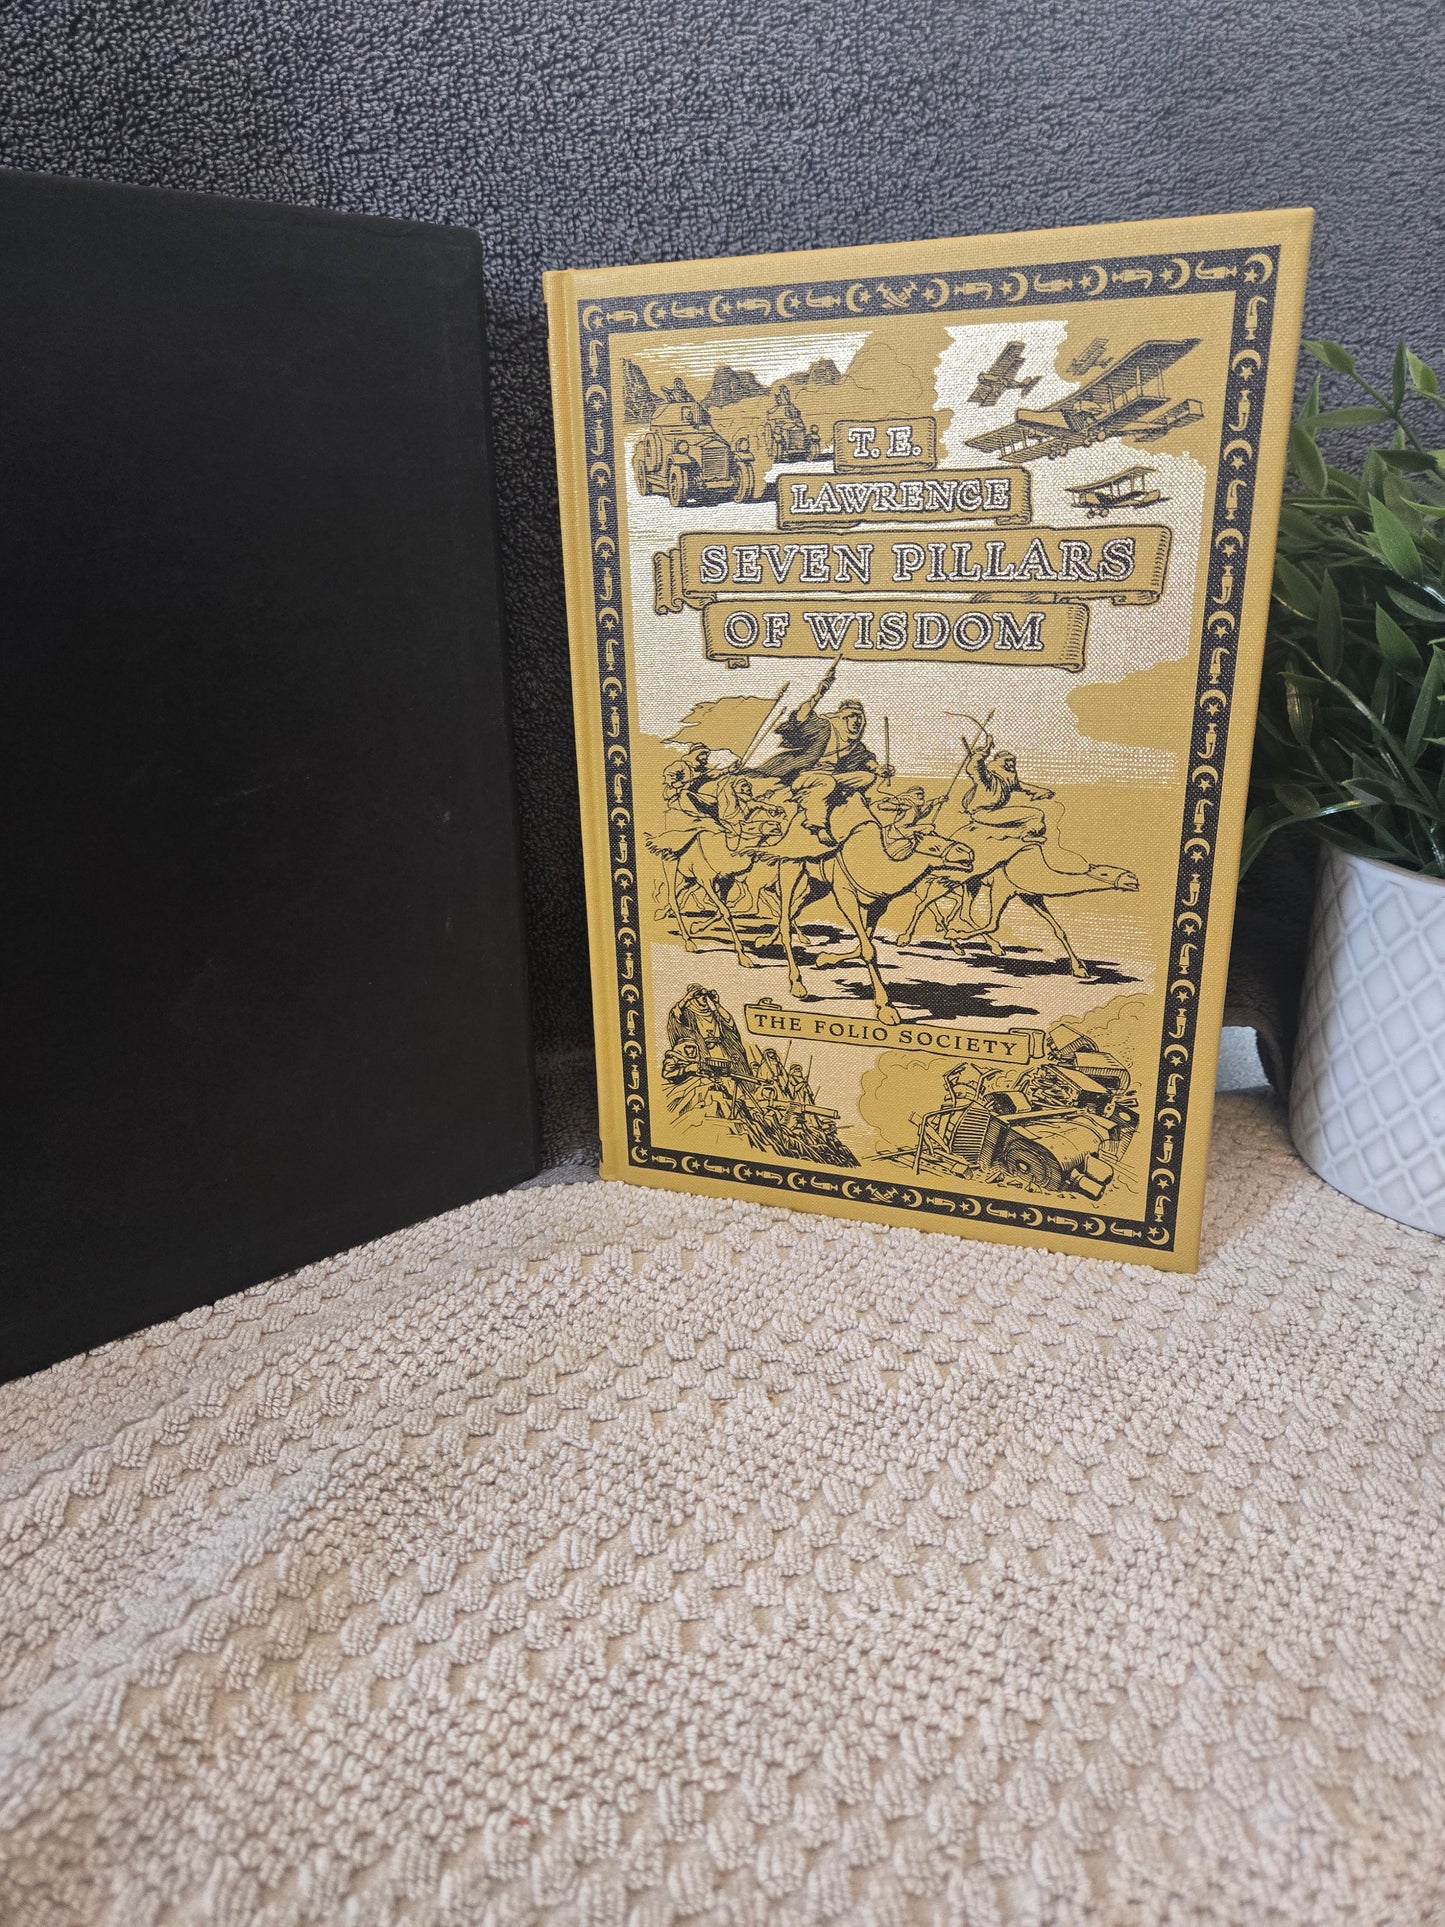 T. E.
LAWRENCE
SEVEN PILLARS
OF WISDOM
THE FOLIO SOCIETY